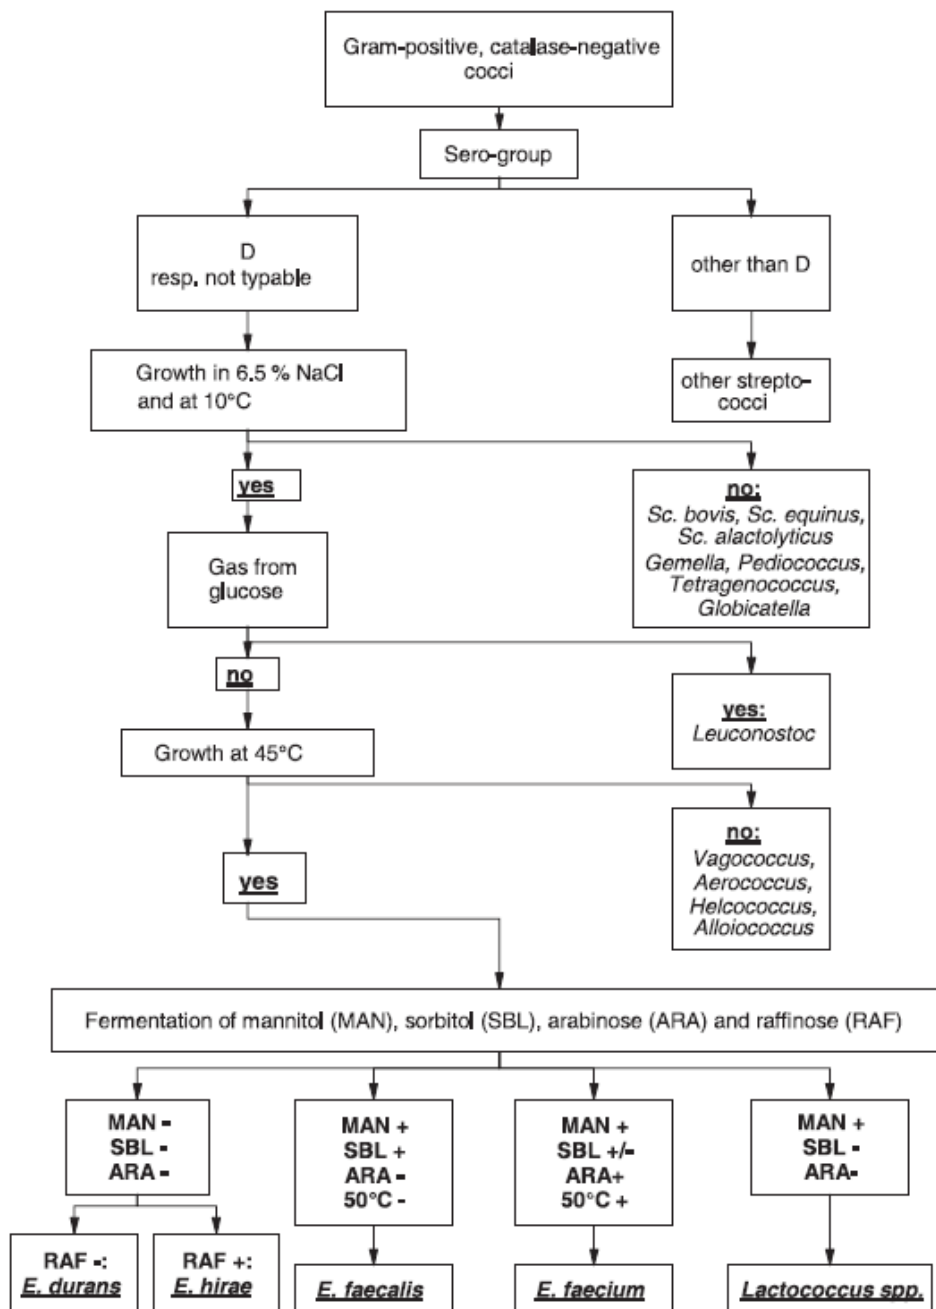 Gram-positive, catalase-negative
cocci
Sero-group
D
resp. not typable
other than D
Growth in 6.5 % NaCl
and at 10°C
other strepto-
cocci
yes
no:
Sc. bovis, Sc. equinus,
Sc. alactolyticus
Gemella, Pediococcus,
Tetragenococcus,
Globicatella
Gas from
glucose
no
yes:
Leuconostoc
Growth at 45°C
no:
Vagococcus,
Aerococcus,
Helcococcus,
Alloiococcus
yes
Fermentation of mannitol (MAN), sorbitol (SBL), arabinose (ARA) and raffinose (RAF)
MAN -
SBL -
ARA -
MAN +
SBL +
ARA -
50°C -
MAN +
SBL +/-
ARA+
50°C +
MAN +
SBL -
ARA-
RAF -:
E. durans
RAF +:
E. hirae
E. faecalis
E. faecium
Lactococcus spp.